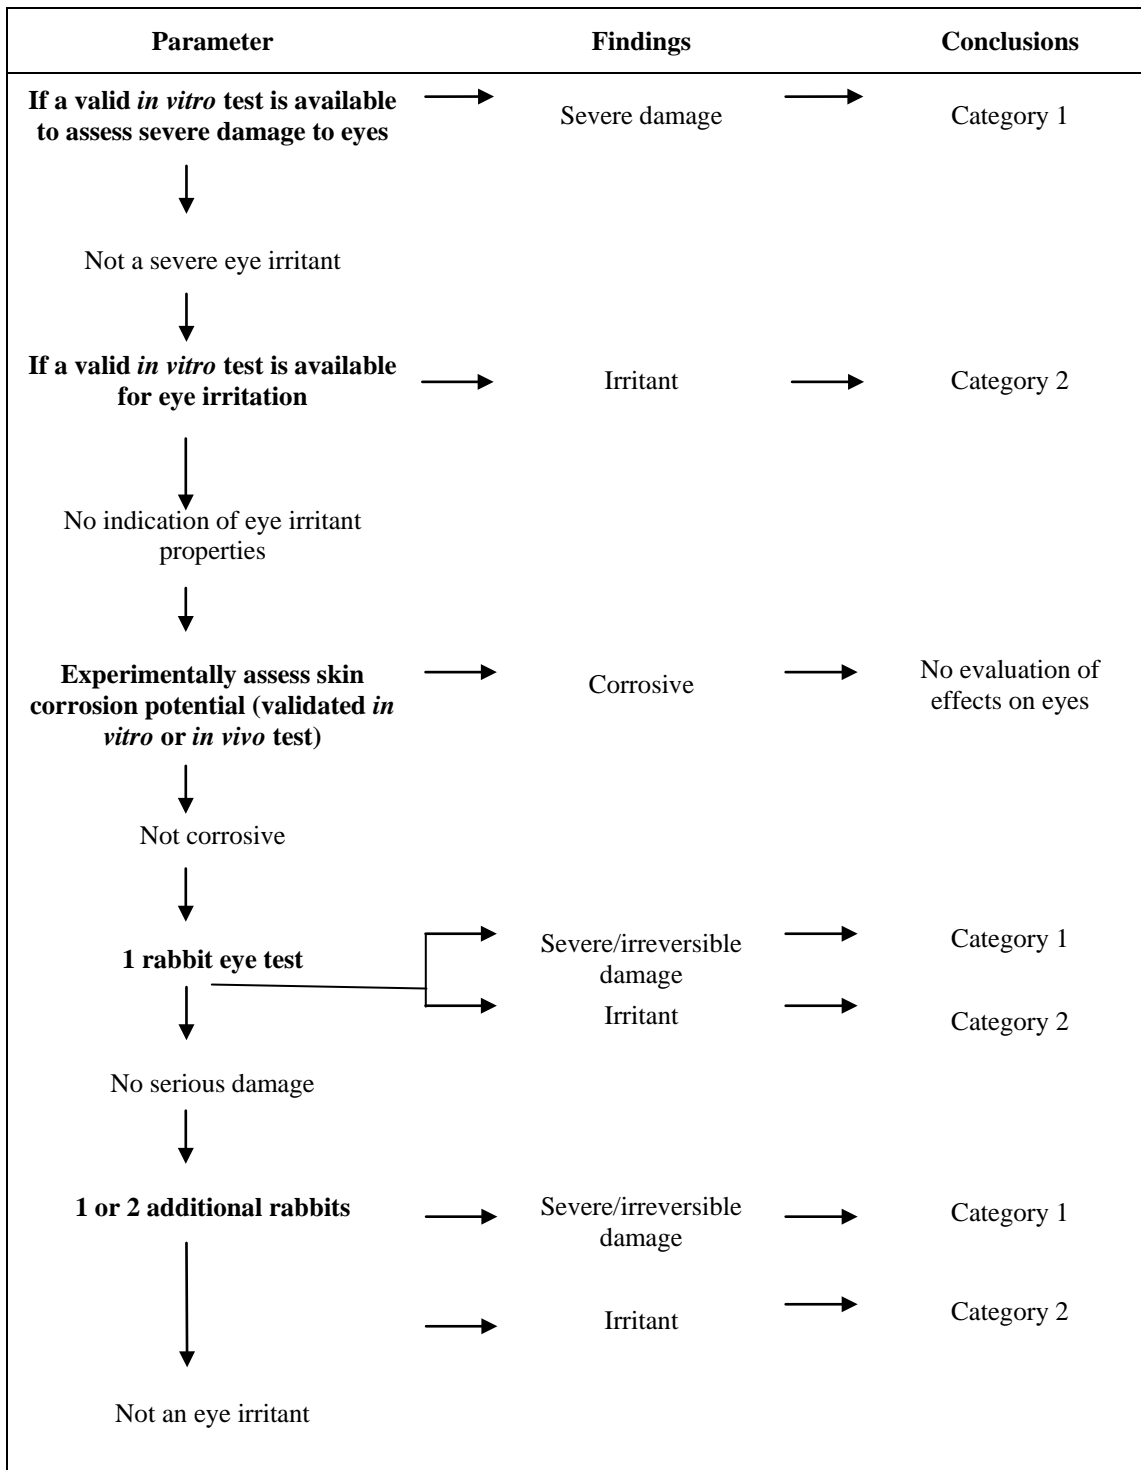 Parameter Findings Conclusions
If a valid in vitro test is available
to assess severe damage to eyes
Severe damage
Category 1
Not a severe eye irritant
If a valid in vitro test is available
for eye irritation
Irritant
Category 2
No indication of eye irritant
properties
Experimentally assess skin
corrosion potential (validated in
vitro or in vivo test)
Corrosive
No evaluation of
effects on eyes
Not corrosive
1 rabbit eye test
Severe/irreversible
damage
Category 1
Irritant
Category 2
No serious damage
1 or 2 additional rabbits
Severe/irreversible
damage
Category 1
Irritant
Category 2
Not an eye irritant